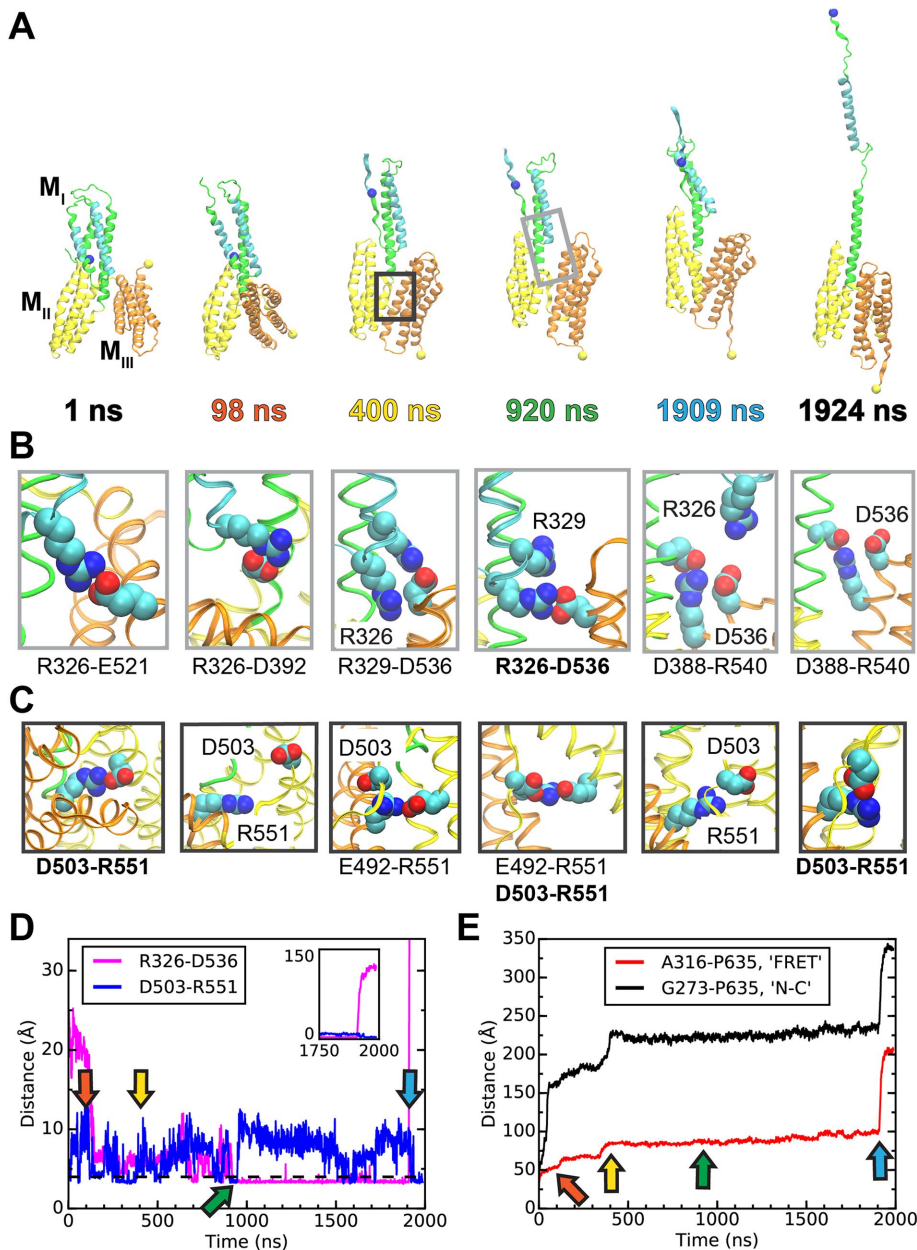 A
M_I
M_II
M_III
1 ns
98 ns
400 ns
920 ns
1909 ns
1924 ns
B
R326-E521
R326-D392
R326
R329-D536
R329
R326-D536
R326
D536
D388-R540
D536
D388-R540
C
D503-R551
D503
R551
D503
E492-R551
E492-R551
D503-R551
D503
R551
D503-R551
D
R326-D536
D503-R551
150
0
1750
2000
30
20
10
0
Distance (Å)
0
500
1000
1500
2000
Time (ns)
E
A316-P635, 'FRET'
G273-P635, 'N-C'
350
300
250
200
150
100
50
0
Distance (Å)
0
500
1000
1500
2000
Time (ns)